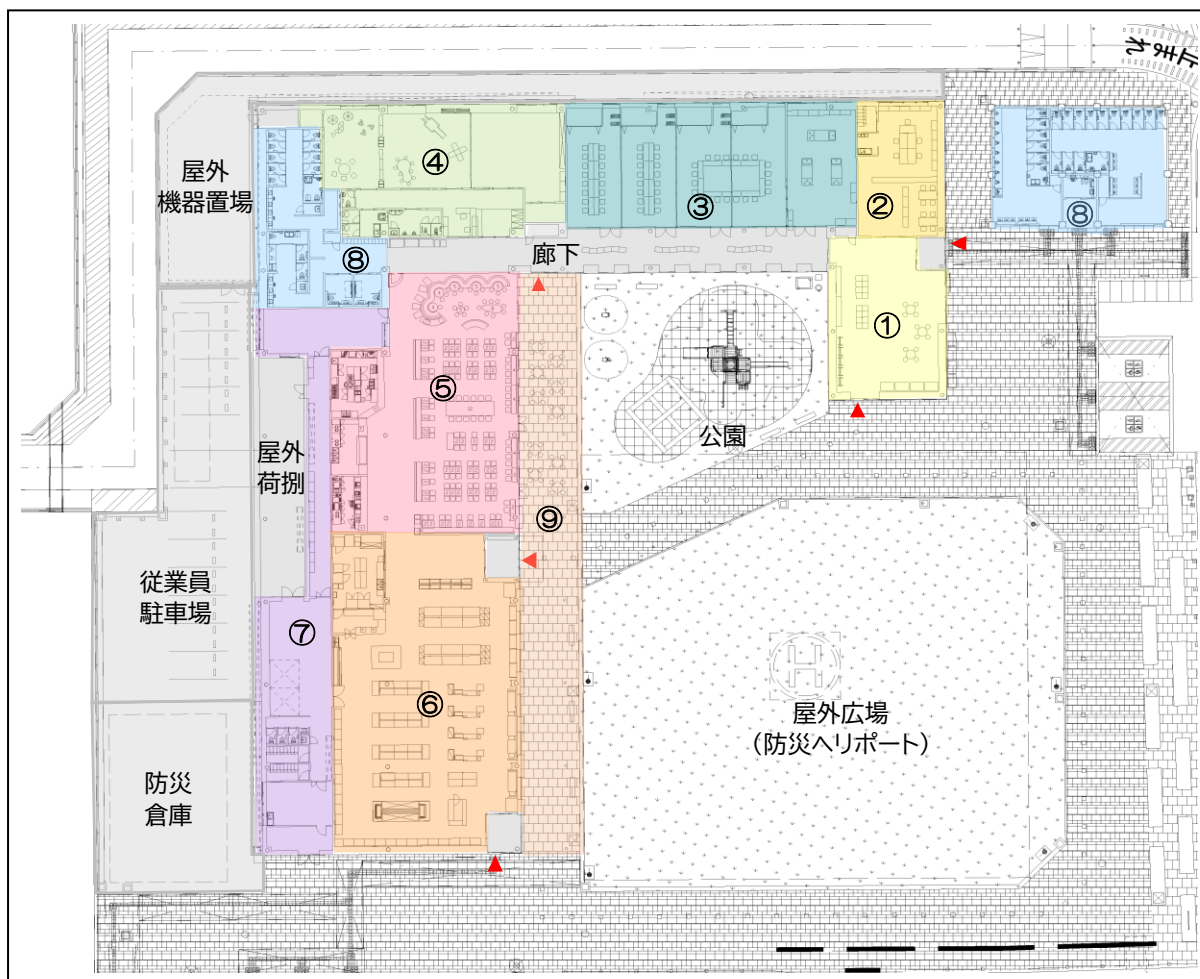 屋外
機器置場
④
③
②
⑧
廊下
⑧
①
⑤
公園
屋外
荷捌
⑨
従業員
駐車場
⑦
⑥
H
屋外広場
（防災ヘリポート）
防災
倉庫